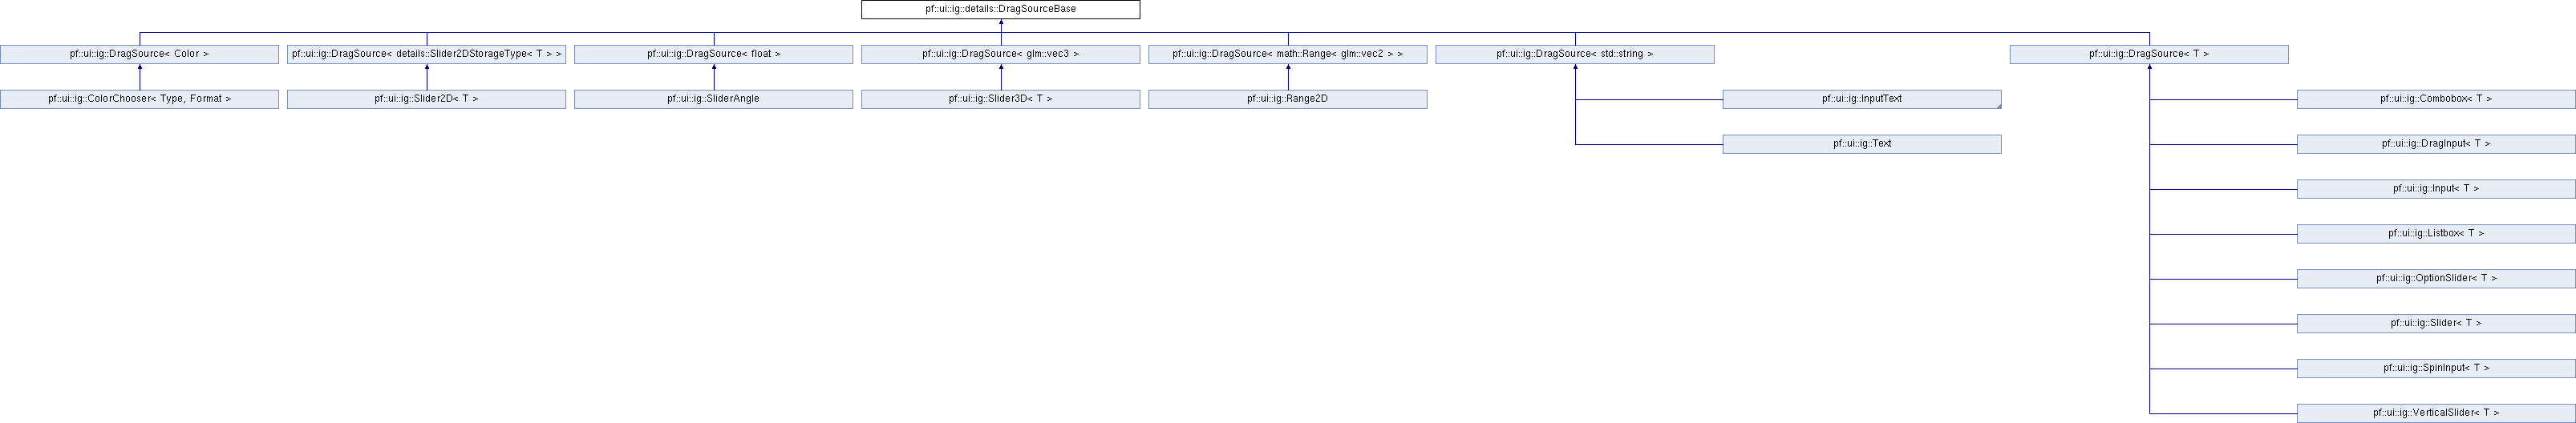 pf::ui::ig::details::DragSourceBase
pf::ui::ig::DragSource< Color >
pf::ui::ig::DragSource< details::Slider2DStorageType< T > >
pf::ui::ig::DragSource< float >
pf::ui::ig::DragSource< glm::vec3 >
pf::ui::ig::DragSource< math::Range< glm::vec2 > >
pf::ui::ig::DragSource< std::string >
pf::ui::ig::DragSource< T >
pf::ui::ig::ColorChooser< Type, Format >
pf::ui::ig::Slider2D< T >
pf::ui::ig::SliderAngle
pf::ui::ig::Slider3D< T >
pf::ui::ig::Range2D
pf::ui::ig::InputText
pf::ui::ig::Combobox< T >
pf::ui::ig::Text
pf::ui::ig::DragInput< T >
pf::ui::ig::Input< T >
pf::ui::ig::Listbox< T >
pf::ui::ig::OptionSlider< T >
pf::ui::ig::Slider< T >
pf::ui::ig::SpinInput< T >
pf::ui::ig::VerticalSlider< T >